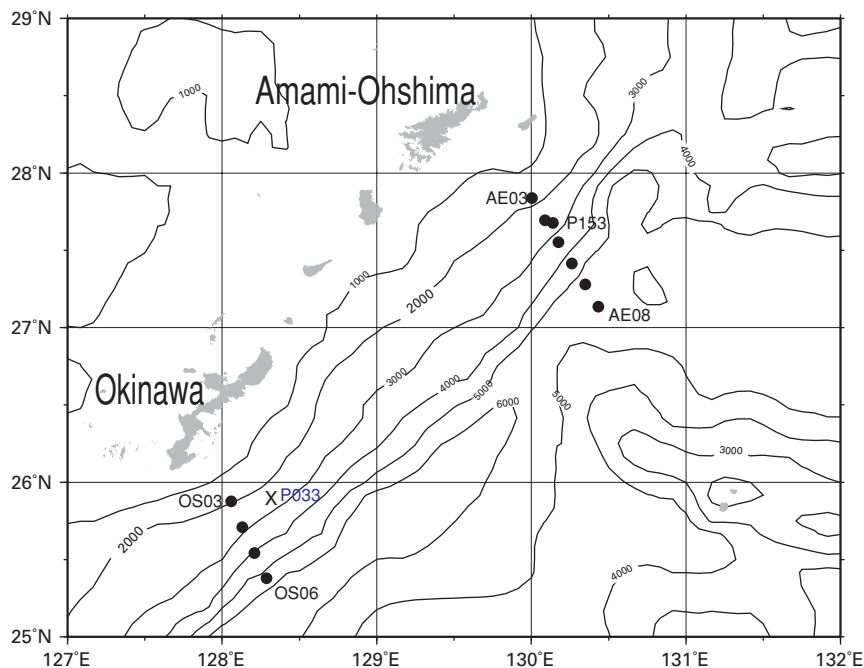 29˚N
1000
Amami-Ohshima
3000
4000
28˚N
AE03
P153
1000
2000
AE08
27˚N
Okinawa
3000
4000
5000
6000
5000
3000
26˚N
OS03
X P033
2000
4000
OS06
25˚N
127˚E 128˚E 129˚E 130˚E 131˚E 132˚E